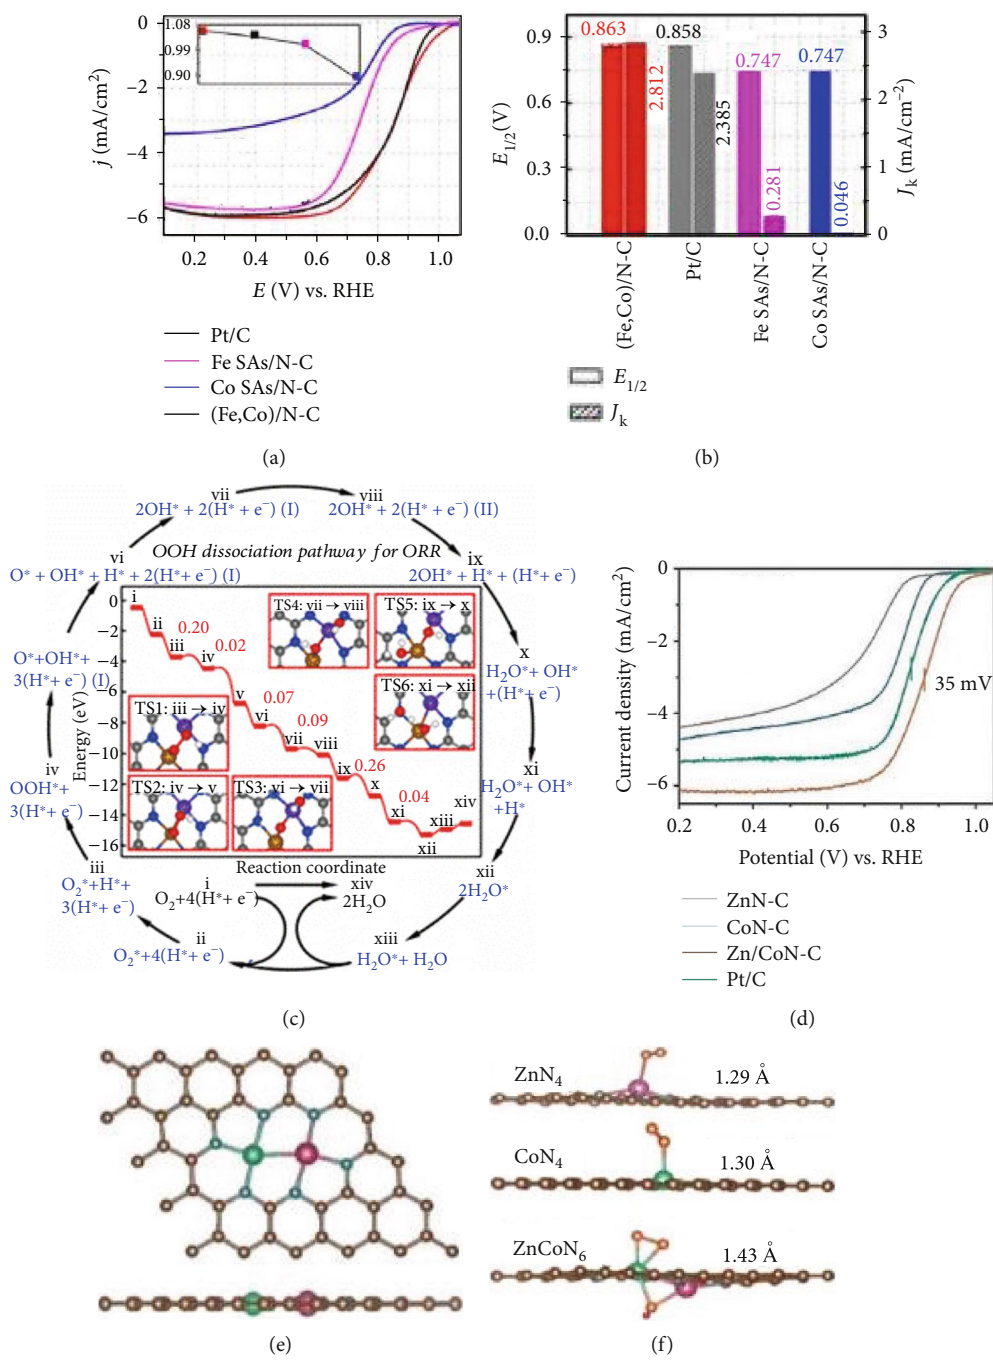 1.08
0.99
0.90
0
−2
−4
−6
j (mA/cm²)
0.2 0.4 0.6 0.8 1.0
E (V) vs. RHE
Pt/C
Fe SAs/N-C
Co SAs/N-C
(Fe,Co)/N-C
(a)
0.9
0.6
0.3
0.0
E1/2(V)
0.863
2.812
0.858
2.385
0.747
0.281
0.747
0.046
3
2
1
0
Jk (mA/cm⁻²)
(Fe,Co)/N-C
Pt/C
Fe SAs/N-C
Co SAs/N-C
E1/2
Jk
(b)
vii
2OH* + 2(H* + e⁻) (I)
viii
2OH* + 2(H* + e⁻) (II)
vi
O* + OH* + H* + 2(H*+ e⁻) (I)
OOH dissociation pathway for ORR
ix
2OH* + H* + (H*+ e⁻)
v
O*+OH*+
3(H*+ e⁻) (I)
x
H₂O*+ OH*
+(H*+ e⁻)
iv
OOH*+
3(H*+ e⁻)
xi
H₂O*+ OH*
+H*
iii
O₂*+H*+
3(H*+ e⁻)
xii
2H₂O*
ii
O₂*+4(H*+ e⁻)
xiii
H₂O*+ H₂O
i
O₂+4(H*+ e⁻)
xiv
2H₂O
0
−2
−4
−6
−8
−10
−12
−14
−16
Energy (eV)
Reaction coordinate
i
ii
iii
iv
v
vi
vii
viii
ix
x
xi
xii
xiii
xiv
0.20
0.02
0.07
0.09
0.26
0.04
TS4: vii → viii
TS5: ix → x
TS6: xi → xii
TS1: iii → iv
TS2: iv → v
TS3: vi → vii
(c)
0
−2
−4
−6
Current density (mA/cm²)
35 mV
0.2 0.4 0.6 0.8 1.0
Potential (V) vs. RHE
ZnN-C
CoN-C
Zn/CoN-C
Pt/C
(d)
(e)
ZnN₄
1.29 Å
CoN₄
1.30 Å
ZnCoN₆
1.43 Å
(f)